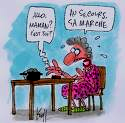 ALLO,
MAMAN?
C'EST TOI?
AU SECOURS,
ÇA MARCHE.